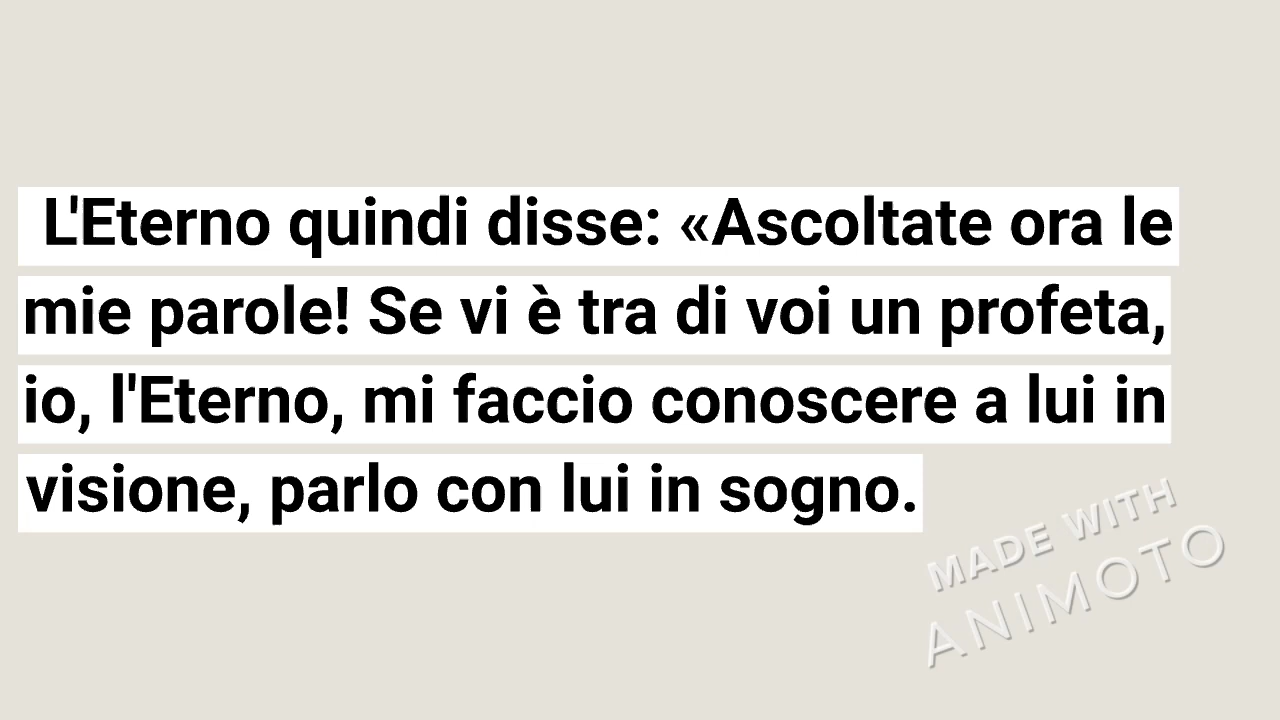 L'Eterno quindi disse: «Ascoltate ora le
mie parole! Se vi è tra di voi un profeta,
io, l'Eterno, mi faccio conoscere a lui in
visione, parlo con lui in sogno.
MADE WITH
ANIMOTO